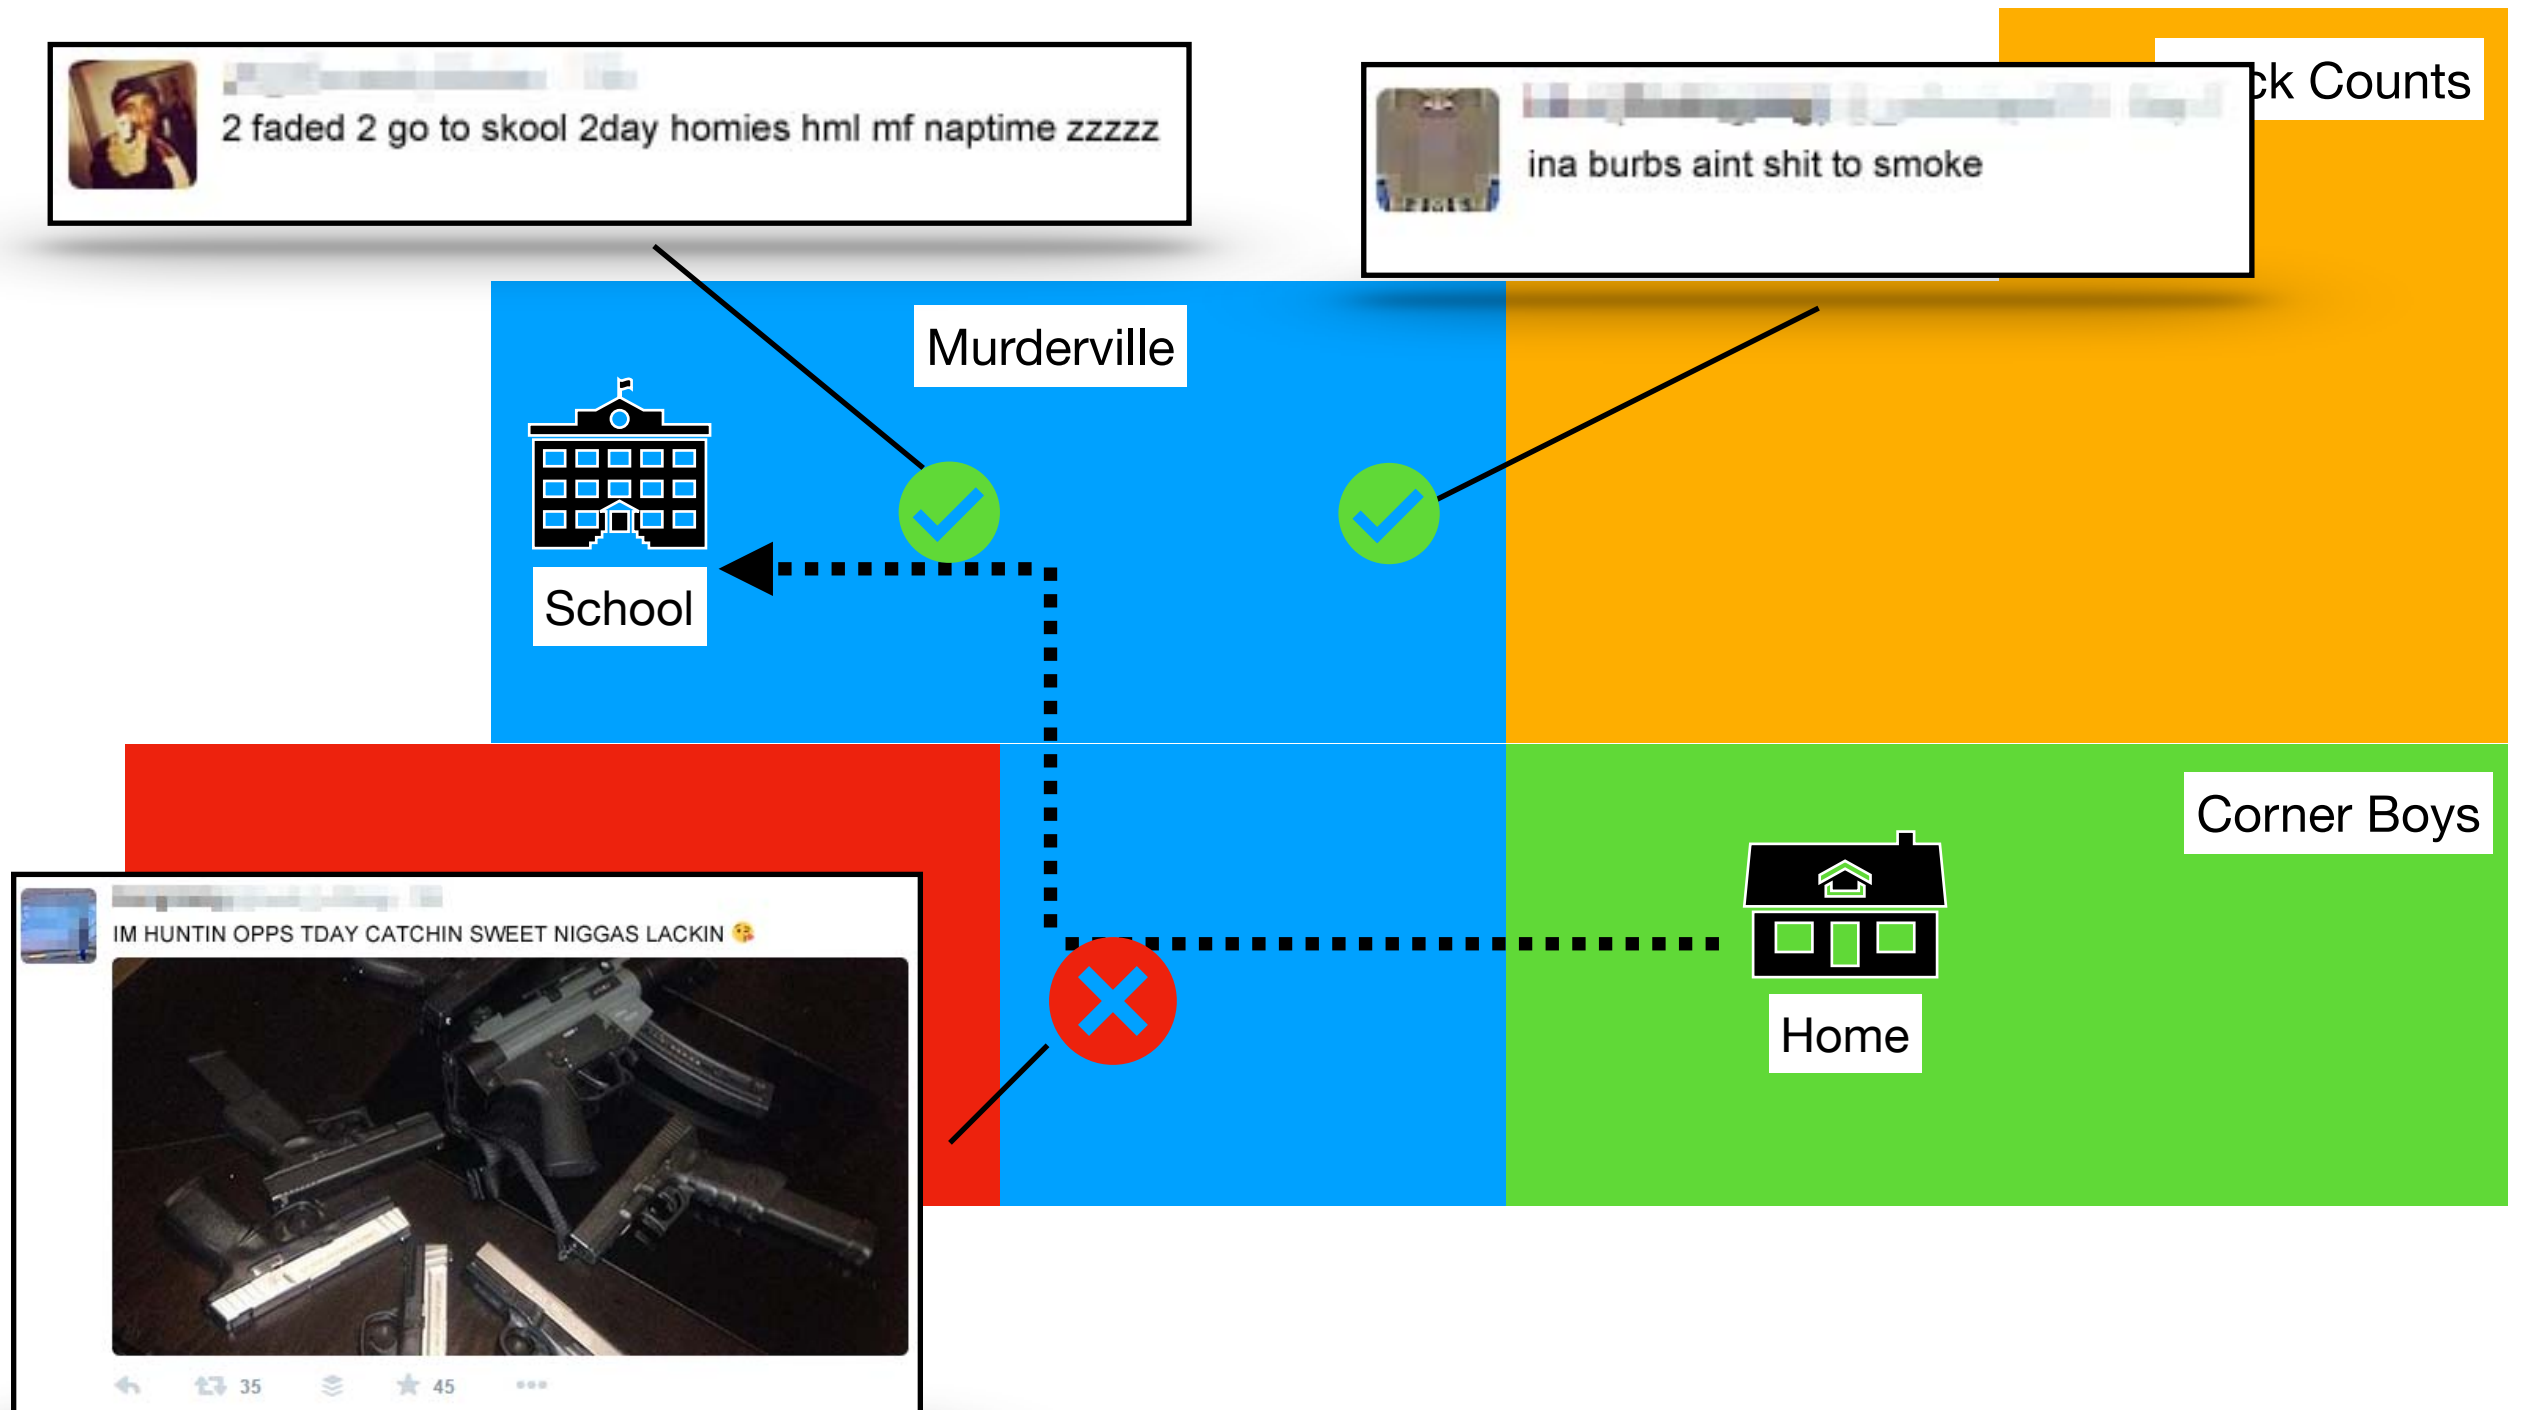 2 faded 2 go to skool 2day homies hml mf naptime zzzzz
ina burbs aint shit to smoke
ck Counts
Murderville
School
Corner Boys
Home
IM HUNTIN OPPS TDAY CATCHIN SWEET NIGGAS LACKIN 😘
35
45